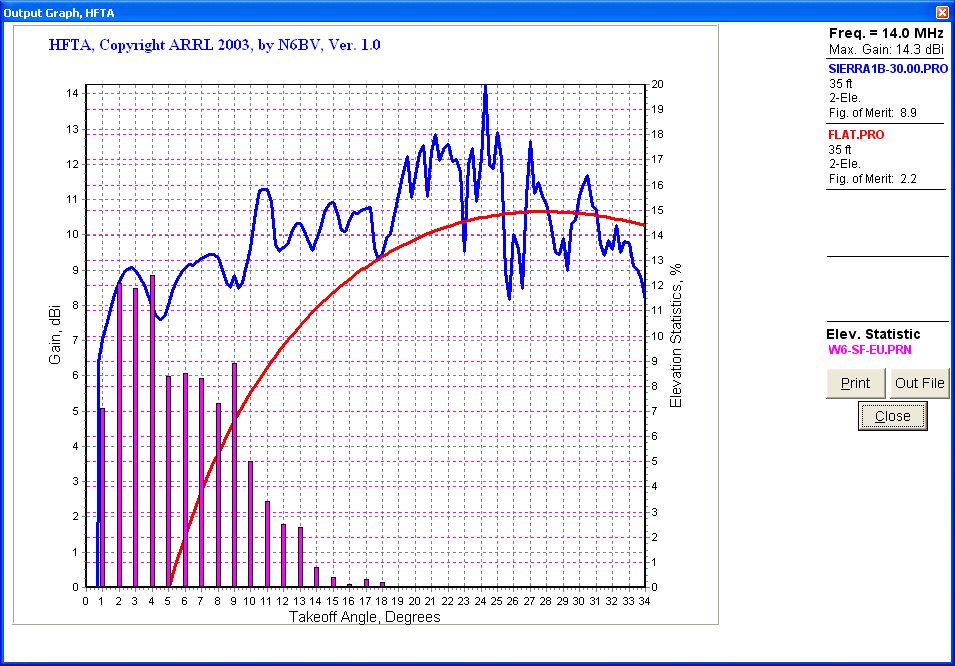 Output Graph, HFTA
HFTA, Copyright ARRL 2003, by N6BV, Ver. 1.0
Gain, dBi
14
13
12
11
10
9
8
7
6
5
4
3
2
1
0
0 1 2 3 4 5 6 7 8 9 10 11 12 13 14 15 16 17 18 19 20 21 22 23 24 25 26 27 28 29 30 31 32 33 34
Takeoff Angle, Degrees
20
19
18
17
16
15
14
13
12
11
10
9
8
7
6
5
4
3
2
1
0
Elevation Statistics, %
Freq. = 14.0 MHz
Max. Gain: 14.3 dBi
SIERRA1B-30.00.PRO
35 ft
2-Ele.
Fig. of Merit: 8.9
FLAT.PRO
35 ft
2-Ele.
Fig. of Merit: 2.2
Elev. Statistic
W6-SF-EU.PRN
Print Out File
Close